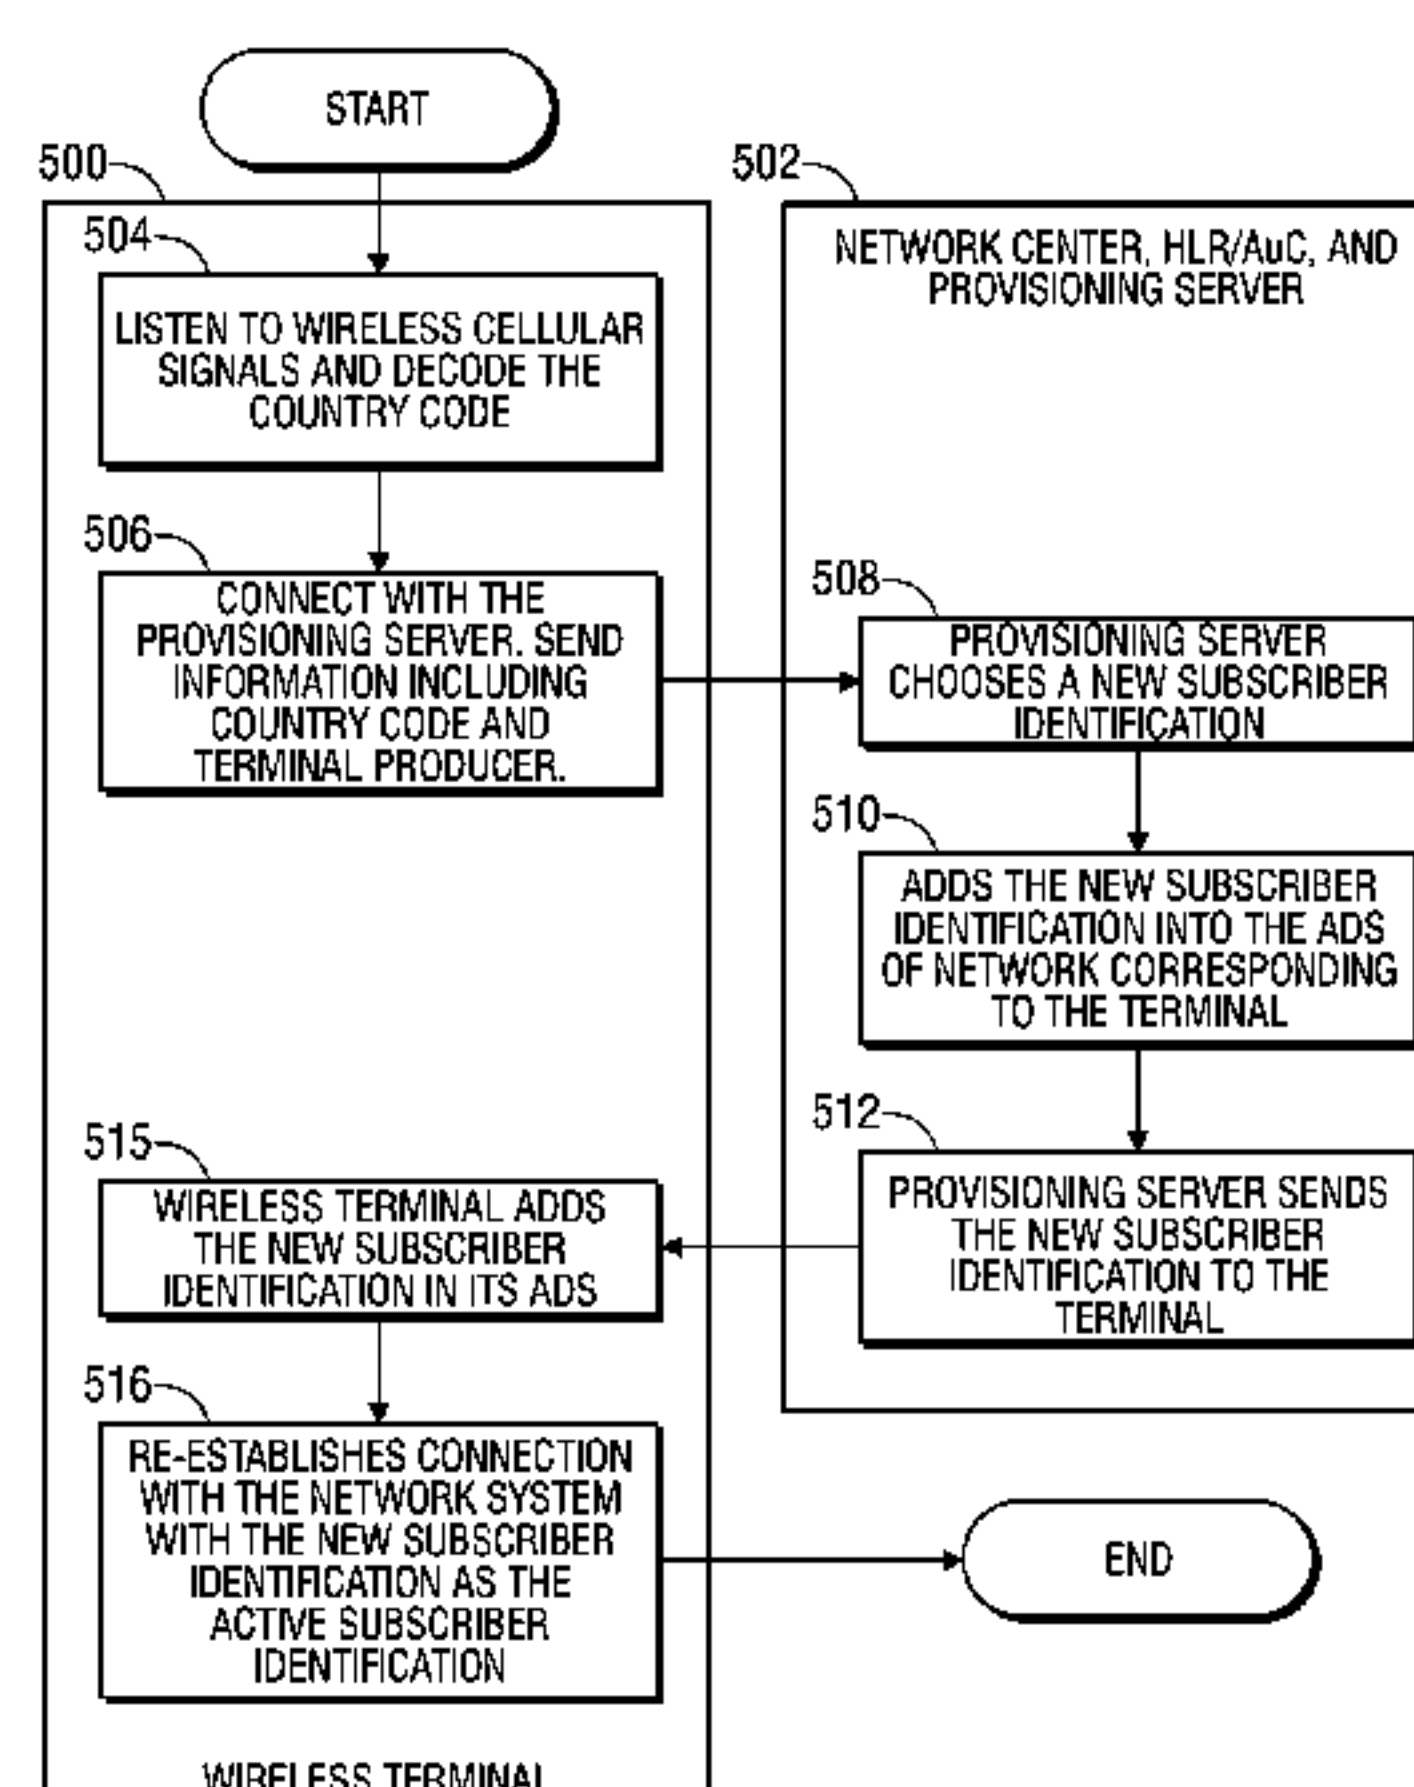 START
500
504
LISTEN TO WIRELESS CELLULAR
SIGNALS AND DECODE THE
COUNTRY CODE
506
CONNECT WITH THE
PROVISIONING SERVER. SEND
INFORMATION INCLUDING
COUNTRY CODE AND
TERMINAL PRODUCER.
502
NETWORK CENTER, HLR/AuC, AND
PROVISIONING SERVER
508
PROVISIONING SERVER
CHOOSES A NEW SUBSCRIBER
IDENTIFICATION
510
ADDS THE NEW SUBSCRIBER
IDENTIFICATION INTO THE ADS
OF NETWORK CORRESPONDING
TO THE TERMINAL
512
PROVISIONING SERVER SENDS
THE NEW SUBSCRIBER
IDENTIFICATION TO THE
TERMINAL
515
WIRELESS TERMINAL ADDS
THE NEW SUBSCRIBER
IDENTIFICATION IN ITS ADS
516
RE-ESTABLISHES CONNECTION
WITH THE NETWORK SYSTEM
WITH THE NEW SUBSCRIBER
IDENTIFICATION AS THE
ACTIVE SUBSCRIBER
IDENTIFICATION
WIRELESS TERMINAL
END